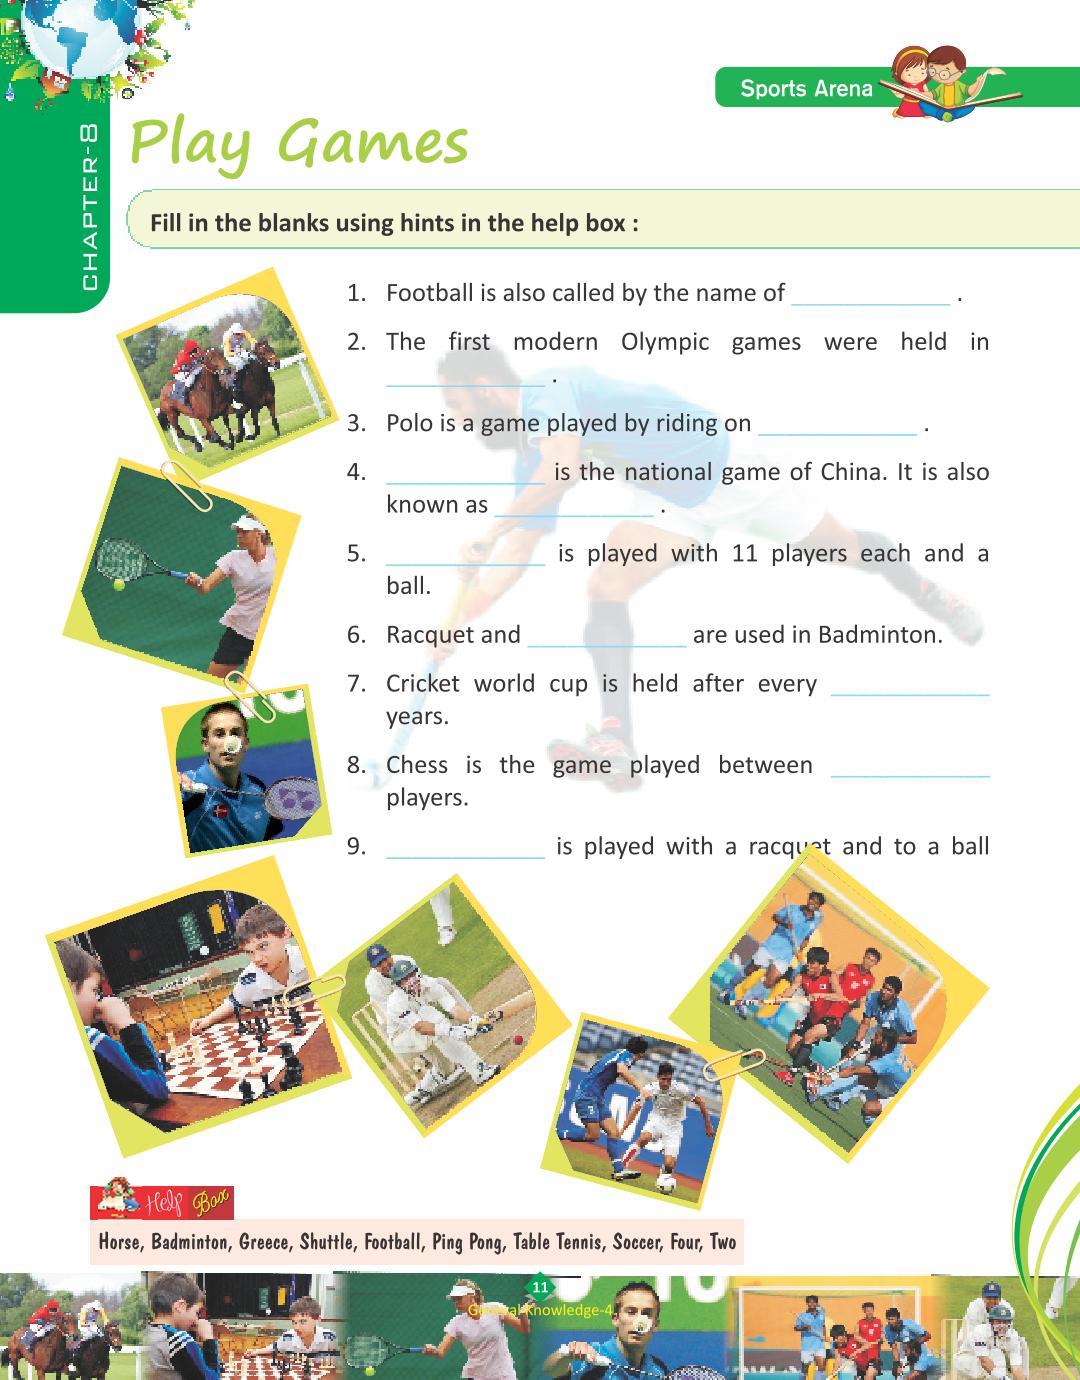 CHAPTER-8
Sports Arena
Play Games
Fill in the blanks using hints in the help box :
1. Football is also called by the name of ____________ .
2. The first modern Olympic games were held in
____________ .
3. Polo is a game played by riding on ____________ .
4. ____________ is the national game of China. It is also
known as ____________ .
5. ____________ is played with 11 players each and a
ball.
6. Racquet and ____________ are used in Badminton.
7. Cricket world cup is held after every ____________
years.
8. Chess is the game played between ____________
players.
9. ____________ is played with a racquet and to a ball
Help Box
Horse, Badminton, Greece, Shuttle, Football, Ping Pong, Table Tennis, Soccer, Four, Two
11
General Knowledge-4